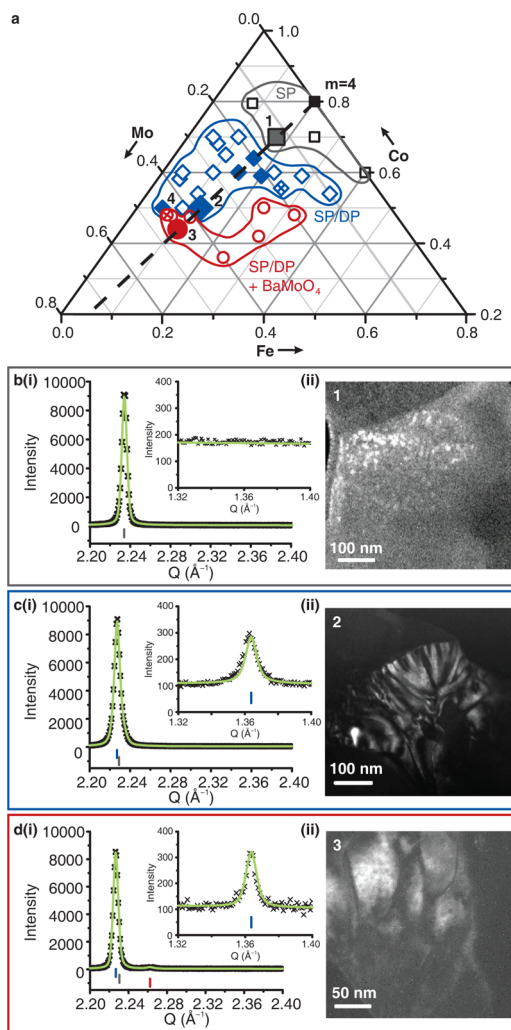 a
1.0
0.2
SP
m=4
0.8
1
Mo
Co
0.4
0.6
4
2
SP/DP
3
0.6
0.4
SP/DP
+ BaMoO4
0.8
0.2
0.0
0.2
0.4
0.6
0.8
Fe
b(i)
10000
8000
6000
4000
2000
0
Intensity
2.20 2.24 2.28 2.32 2.36 2.40
Q (Å⁻¹)
400
300
200
100
0
Intensity
1.32 1.36 1.40
Q (Å⁻¹)
(ii)
1
100 nm
c(i)
10000
8000
6000
4000
2000
0
Intensity
2.20 2.24 2.28 2.32 2.36 2.40
Q (Å⁻¹)
400
300
200
100
0
Intensity
1.32 1.36 1.40
Q (Å⁻¹)
(ii)
2
100 nm
d(i)
10000
8000
6000
4000
2000
0
Intensity
2.20 2.24 2.28 2.32 2.36 2.40
Q (Å⁻¹)
400
300
200
100
0
Intensity
1.32 1.36 1.40
Q (Å⁻¹)
(ii)
3
50 nm